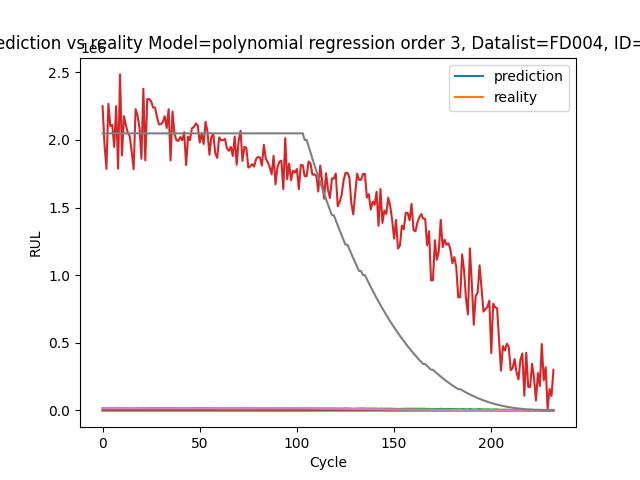 ediction vs reality Model=polynomial regression order 3, Datalist=FD004, ID=
1e6
prediction
reality
2.5
2.0
1.5
1.0
0.5
0.0
RUL
0 50 100 150 200
Cycle